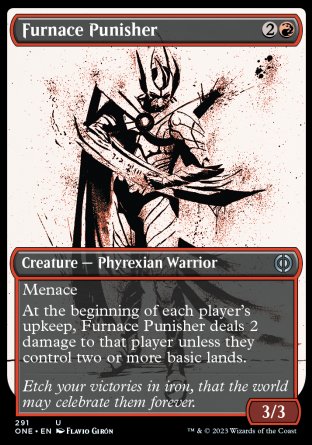 Furnace Punisher 2
Creature — Phyrexian Warrior
Menace
At the beginning of each player's
upkeep, Furnace Punisher deals 2
damage to that player unless they
control two or more basic lands.
Etch your victories in iron, that the world
may celebrate them forever.
3/3
291 U
ONE • EN Flavio Girón
™ & © 2023 Wizards of the Coast